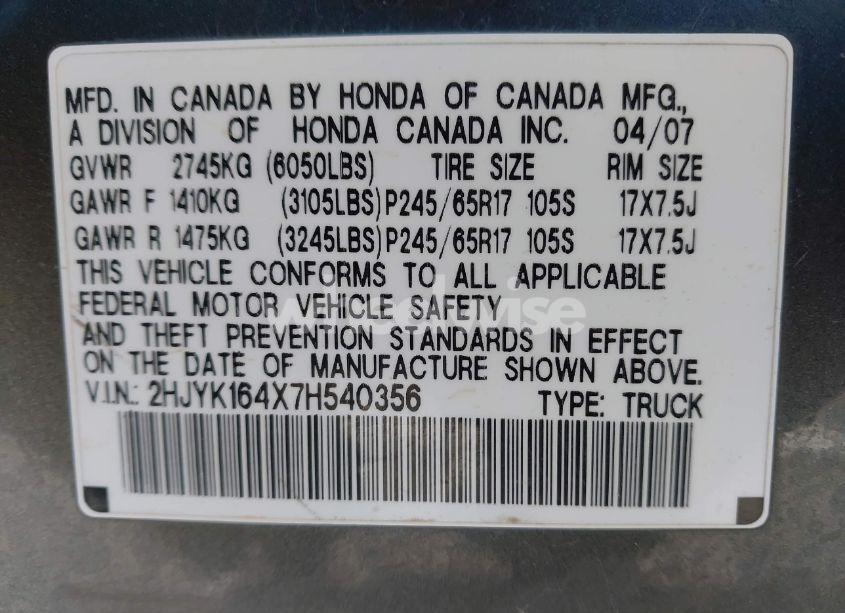 MFD. IN CANADA BY HONDA OF CANADA MFG.,
A DIVISION OF HONDA CANADA INC. 04/07
GVWR 2745KG (6050LBS) TIRE SIZE RIM SIZE
GAWR F 1410KG (3105LBS) P245/65R17 105S 17X7.5J
GAWR R 1475KG (3245LBS) P245/65R17 105S 17X7.5J
THIS VEHICLE CONFORMS TO ALL APPLICABLE
FEDERAL MOTOR VEHICLE SAFETY
AND THEFT PREVENTION STANDARDS IN EFFECT
ON THE DATE OF MANUFACTURE SHOWN ABOVE.
V.I.N.: 2HJYK164X7H540356 TYPE: TRUCK